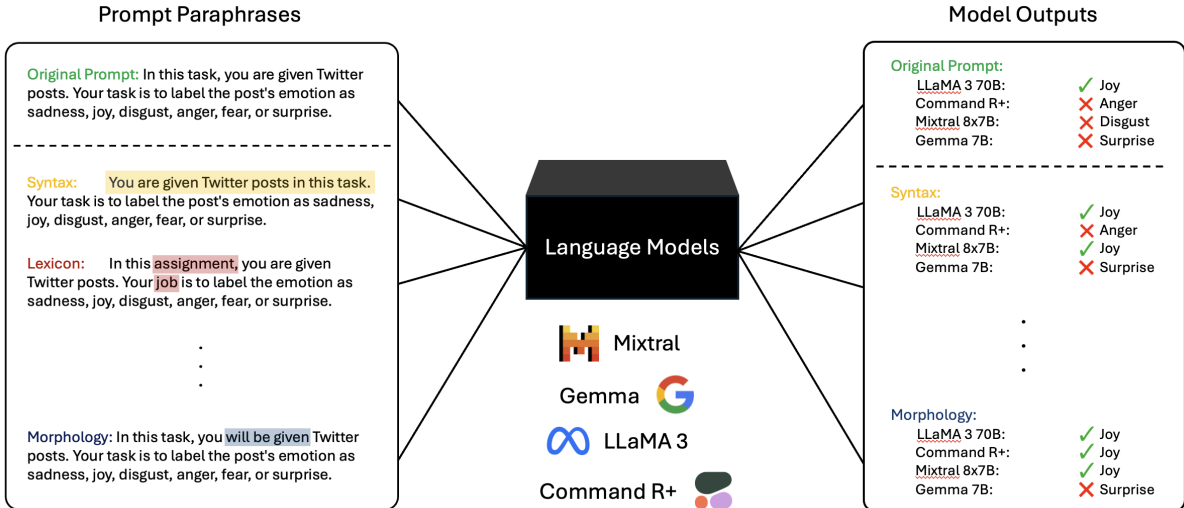 Prompt Paraphrases
Original Prompt: In this task, you are given Twitter
posts. Your task is to label the post's emotion as
sadness, joy, disgust, anger, fear, or surprise.
Syntax: You are given Twitter posts in this task.
Your task is to label the post's emotion as sadness,
joy, disgust, anger, fear, or surprise.
Lexicon: In this assignment, you are given
Twitter posts. Your job is to label the emotion as
sadness, joy, disgust, anger, fear, or surprise.
.
.
.
Morphology: In this task, you will be given Twitter
posts. Your task is to label the post's emotion as
sadness, joy, disgust, anger, fear, or surprise.
Language Models
Mixtral
Gemma
LLaMA 3
Command R+
Model Outputs
Original Prompt:
LLaMA 3 70B: ✓ Joy
Command R+: ✕ Anger
Mixtral 8x7B: ✕ Disgust
Gemma 7B: ✕ Surprise
Syntax:
LLaMA 3 70B: ✓ Joy
Command R+: ✕ Anger
Mixtral 8x7B: ✓ Joy
Gemma 7B: ✕ Surprise
.
.
.
Morphology:
LLaMA 3 70B: ✓ Joy
Command R+: ✓ Joy
Mixtral 8x7B: ✓ Joy
Gemma 7B: ✕ Surprise